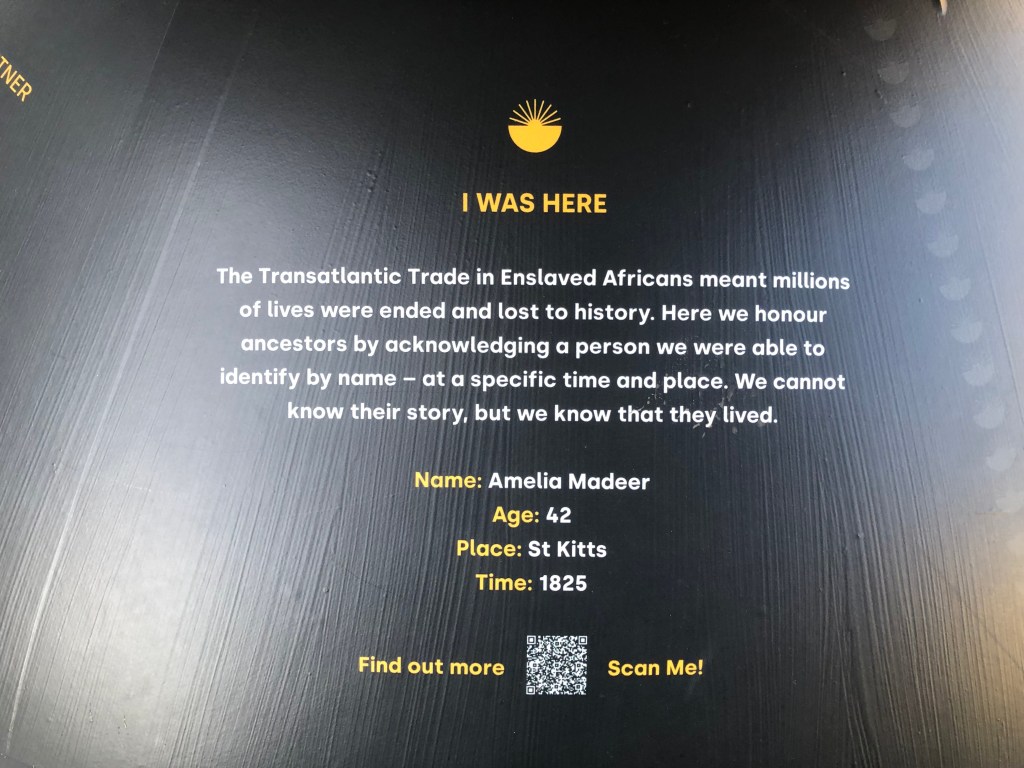 TNER
I WAS HERE
The Transatlantic Trade in Enslaved Africans meant millions
of lives were ended and lost to history. Here we honour
ancestors by acknowledging a person we were able to
identify by name – at a specific time and place. We cannot
know their story, but we know that they lived.
Name: Amelia Madeer
Age: 42
Place: St Kitts
Time: 1825
Find out more Scan Me!